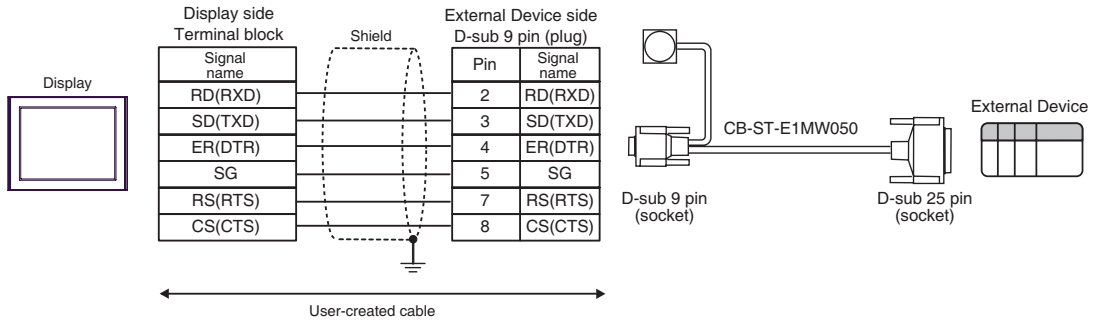 Display
Display side
Terminal block
Shield
External Device side
D-sub 9 pin (plug)
Signal name
Pin
Signal name
RD(RXD)
2
RD(RXD)
SD(TXD)
3
SD(TXD)
ER(DTR)
4
ER(DTR)
SG
5
SG
RS(RTS)
7
RS(RTS)
CS(CTS)
8
CS(CTS)
User-created cable
CB-ST-E1MW050
D-sub 9 pin
(socket)
D-sub 25 pin
(socket)
External Device